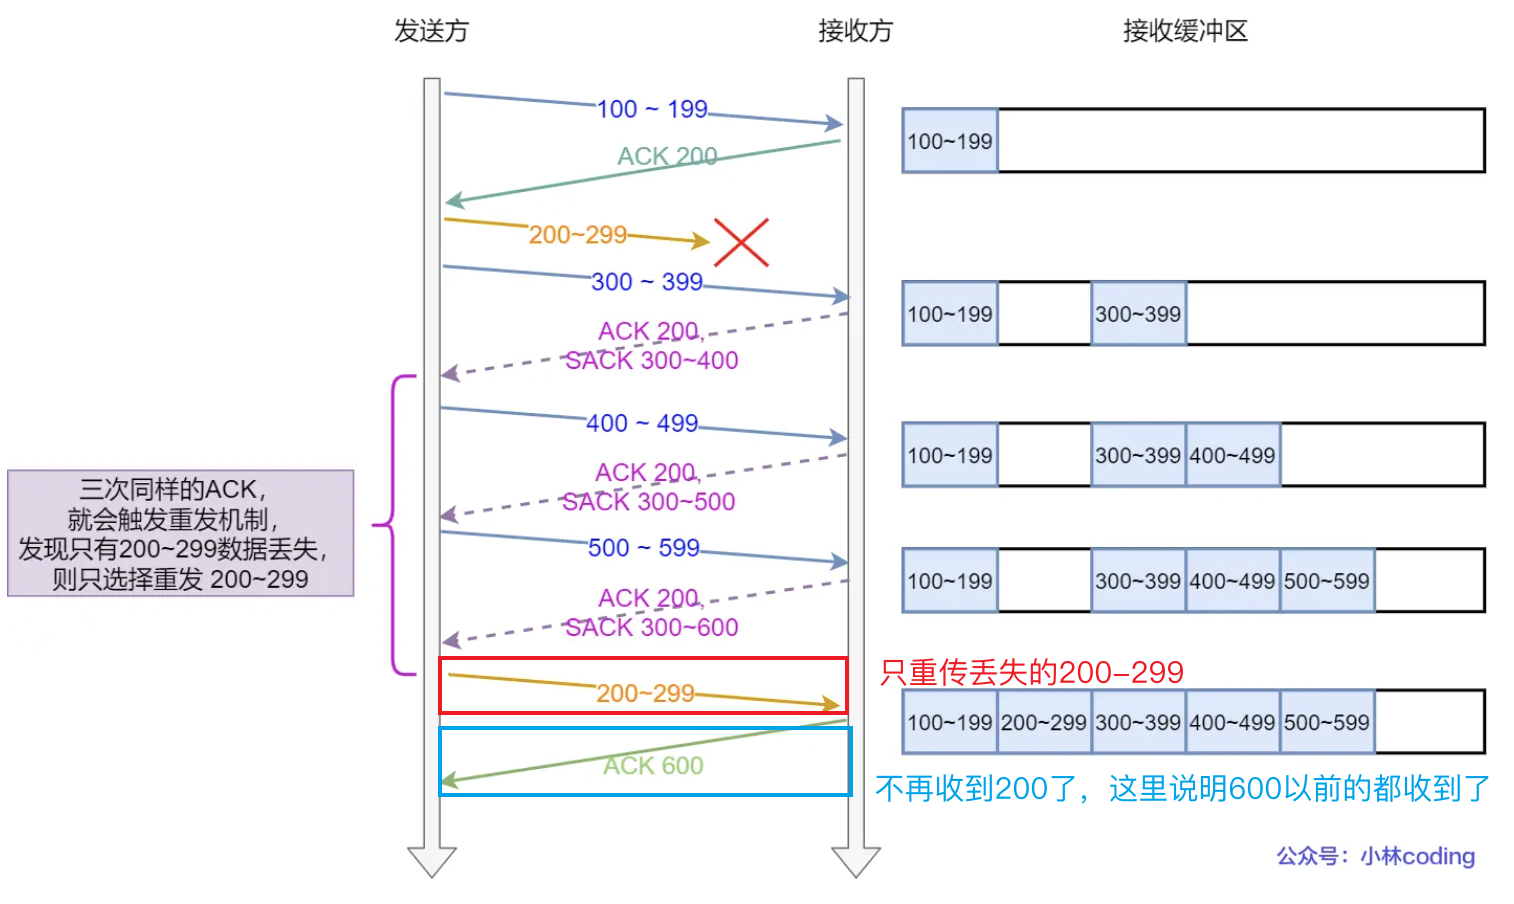 发送方
接收方
接收缓冲区
100 ~ 199
100~199
ACK 200
200~299
300 ~ 399
100~199
300~399
ACK 200,
SACK 300~400
400 ~ 499
100~199
300~399
400~499
ACK 200,
SACK 300~500
三次同样的ACK，
就会触发重发机制，
发现只有200~299数据丢失，
则只选择重发 200~299
500 ~ 599
100~199
300~399
400~499
500~599
ACK 200,
SACK 300~600
只重传丢失的200-299
200~299
100~199
200~299
300~399
400~499
500~599
ACK 600
不再收到200了，这里说明600以前的都收到了
公众号：小林coding